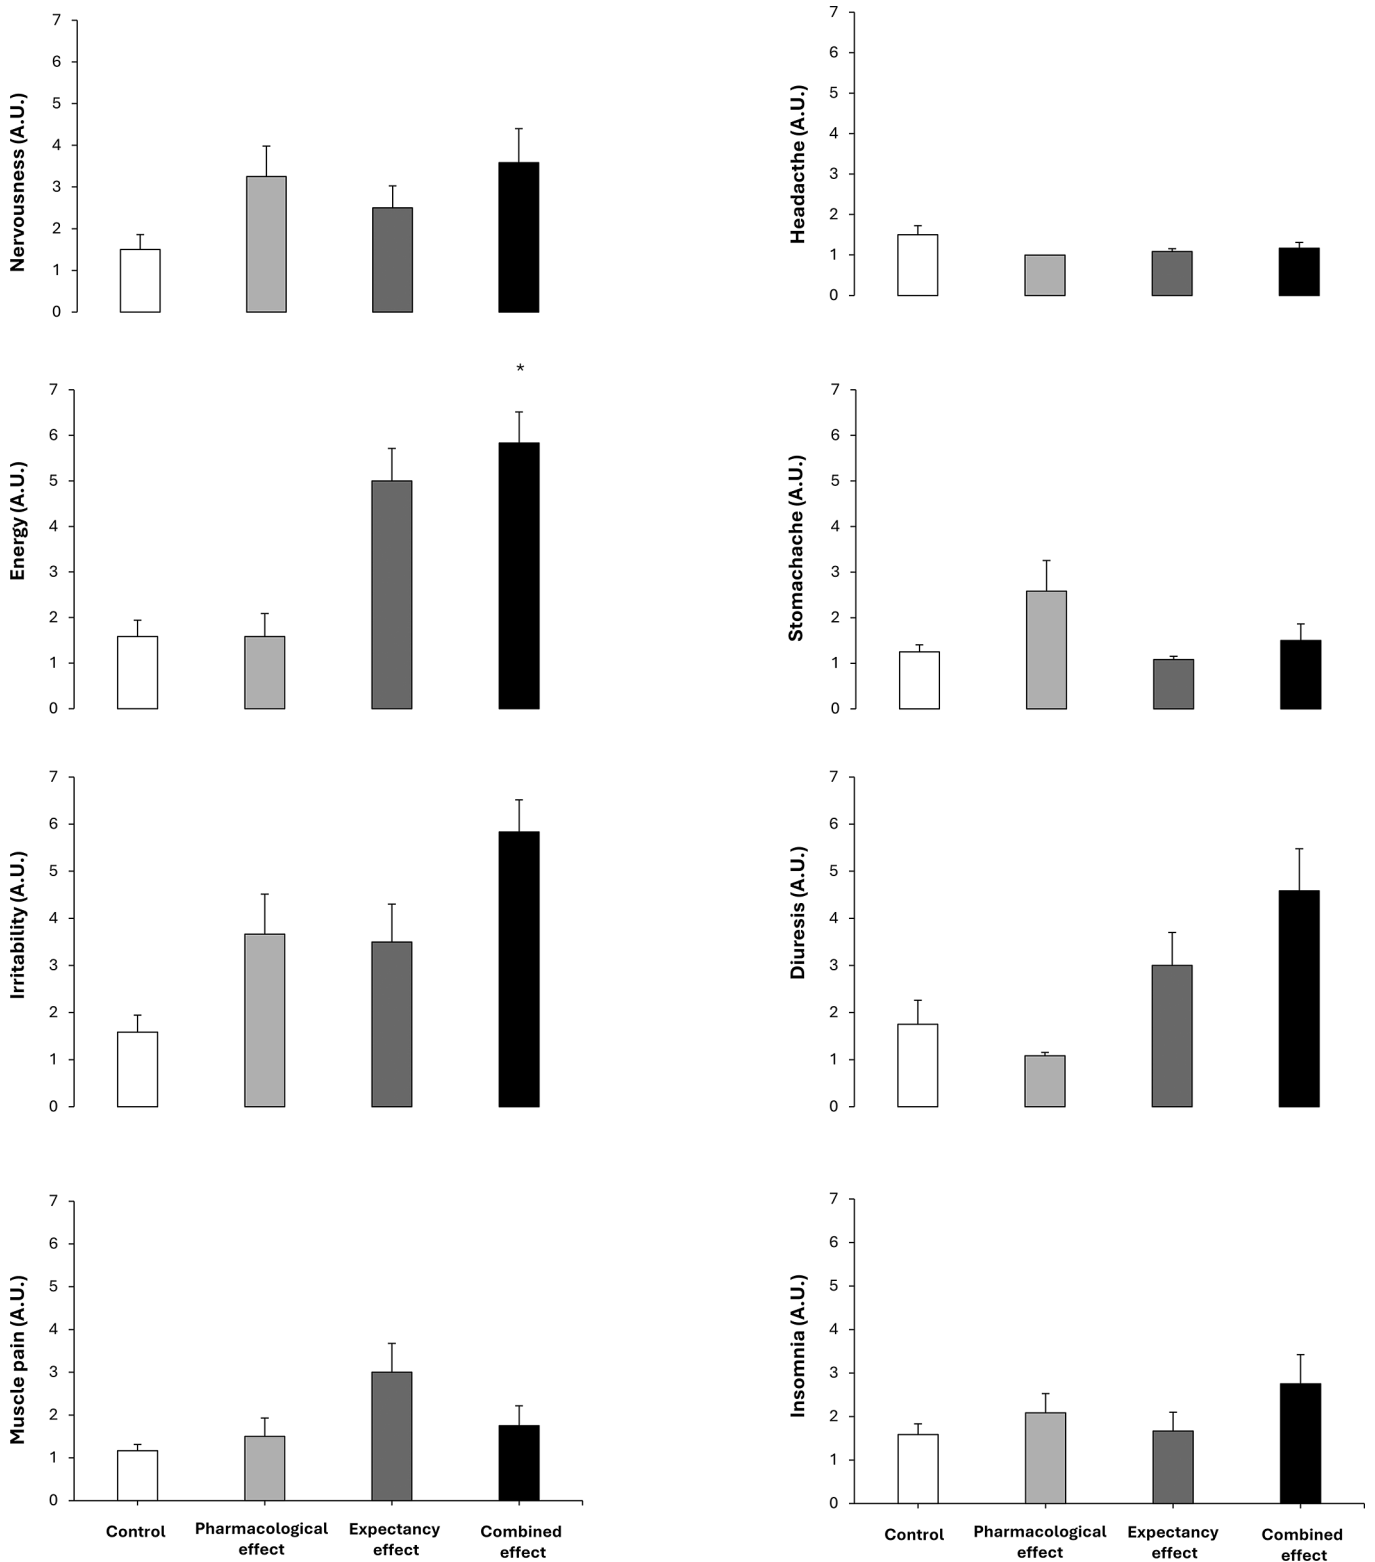 Nervousness (A.U.)
7
6
5
4
3
2
1
0
Headacthe (A.U.)
7
6
5
4
3
2
1
0
Energy (A.U.)
7
6
5
4
3
2
1
0
*
Stomachache (A.U.)
7
6
5
4
3
2
1
0
Irritability (A.U.)
7
6
5
4
3
2
1
0
Diuresis (A.U.)
7
6
5
4
3
2
1
0
Muscle pain (A.U.)
7
6
5
4
3
2
1
0
Control
Pharmacological
effect
Expectancy
effect
Combined
effect
Insomnia (A.U.)
7
6
5
4
3
2
1
0
Control
Pharmacological
effect
Expectancy
effect
Combined
effect